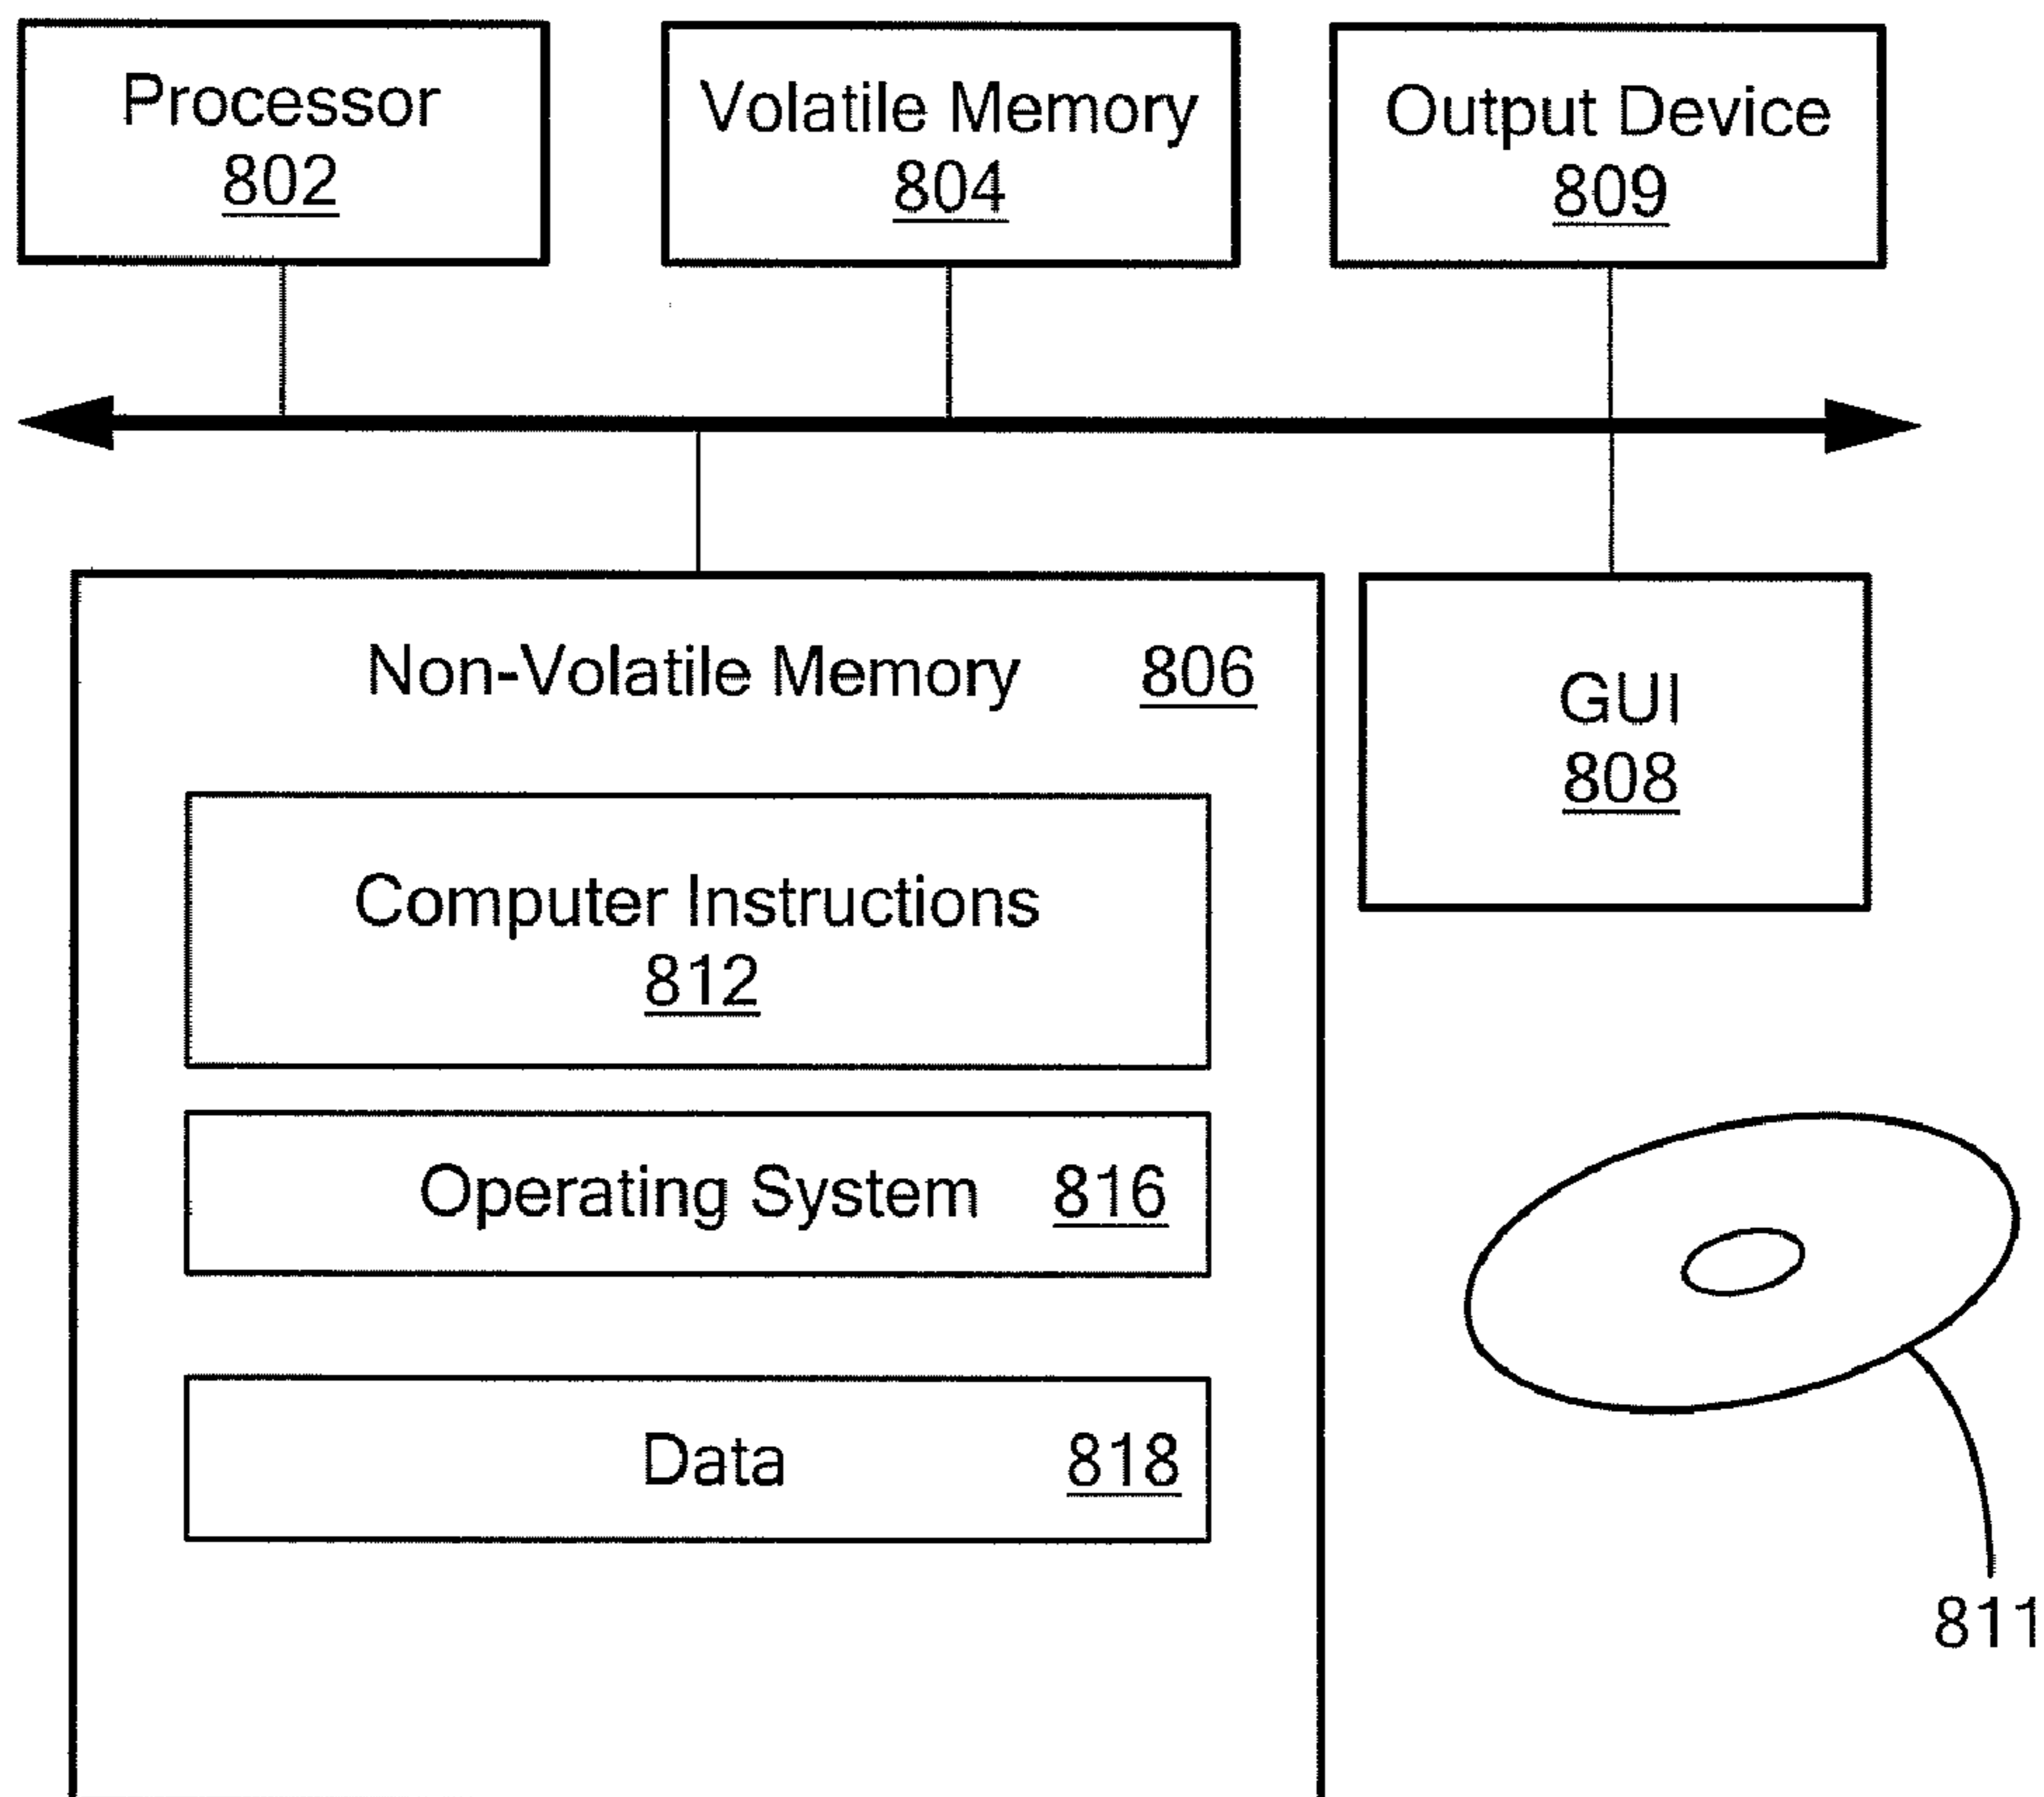 Processor
802
Volatile Memory
804
Output Device
809
Non-Volatile Memory 806
GUI
808
Computer Instructions
812
Operating System 816
Data 818
811